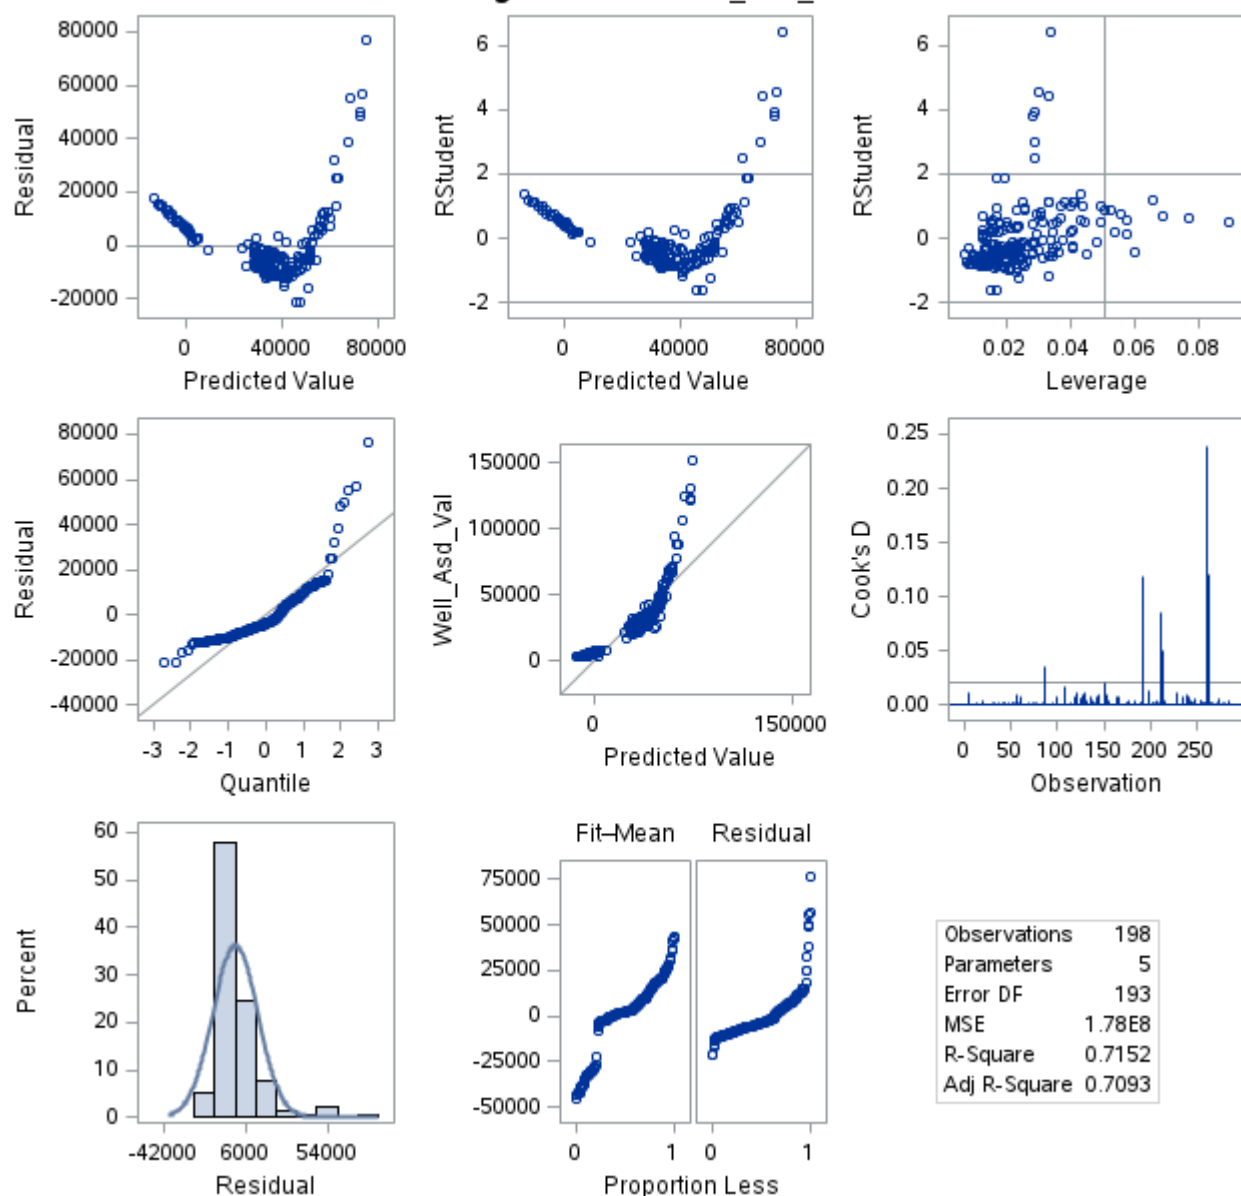 80000
60000
40000
20000
0
-20000
Residual
0 40000 80000
Predicted Value
6
4
2
0
-2
RStudent
0 40000 80000
Predicted Value
6
4
2
0
-2
RStudent
0.02 0.04 0.06 0.08
Leverage
80000
60000
40000
20000
0
-20000
-40000
Residual
-3 -2 -1 0 1 2 3
Quantile
150000
100000
50000
0
Well_Asd_Val
0 150000
Predicted Value
0.25
0.20
0.15
0.10
0.05
0.00
Cook's D
0 50 100 150 200 250
Observation
60
50
40
30
20
10
0
Percent
-42000 6000 54000
Residual
Fit–Mean Residual
75000
50000
25000
0
-25000
-50000
0 1 0 1
Proportion Less
Observations 198
Parameters 5
Error DF 193
MSE 1.78E8
R-Square 0.7152
Adj R-Square 0.7093